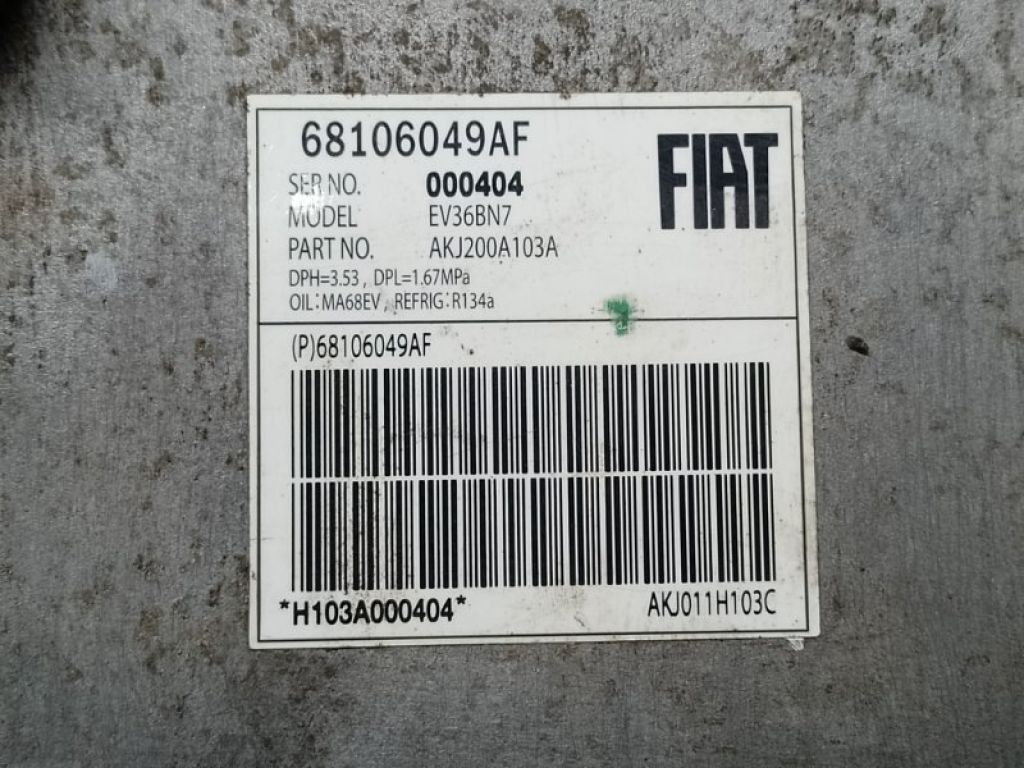 68106049AF
FIAT
SER NO. 000404
MODEL EV36BN7
PART NO. AKJ200A103A
DPH=3.53 , DPL=1.67MPa
OIL:MA68EV , REFRIG:R134a
(P)68106049AF
*H103A000404*
AKJ011H103C